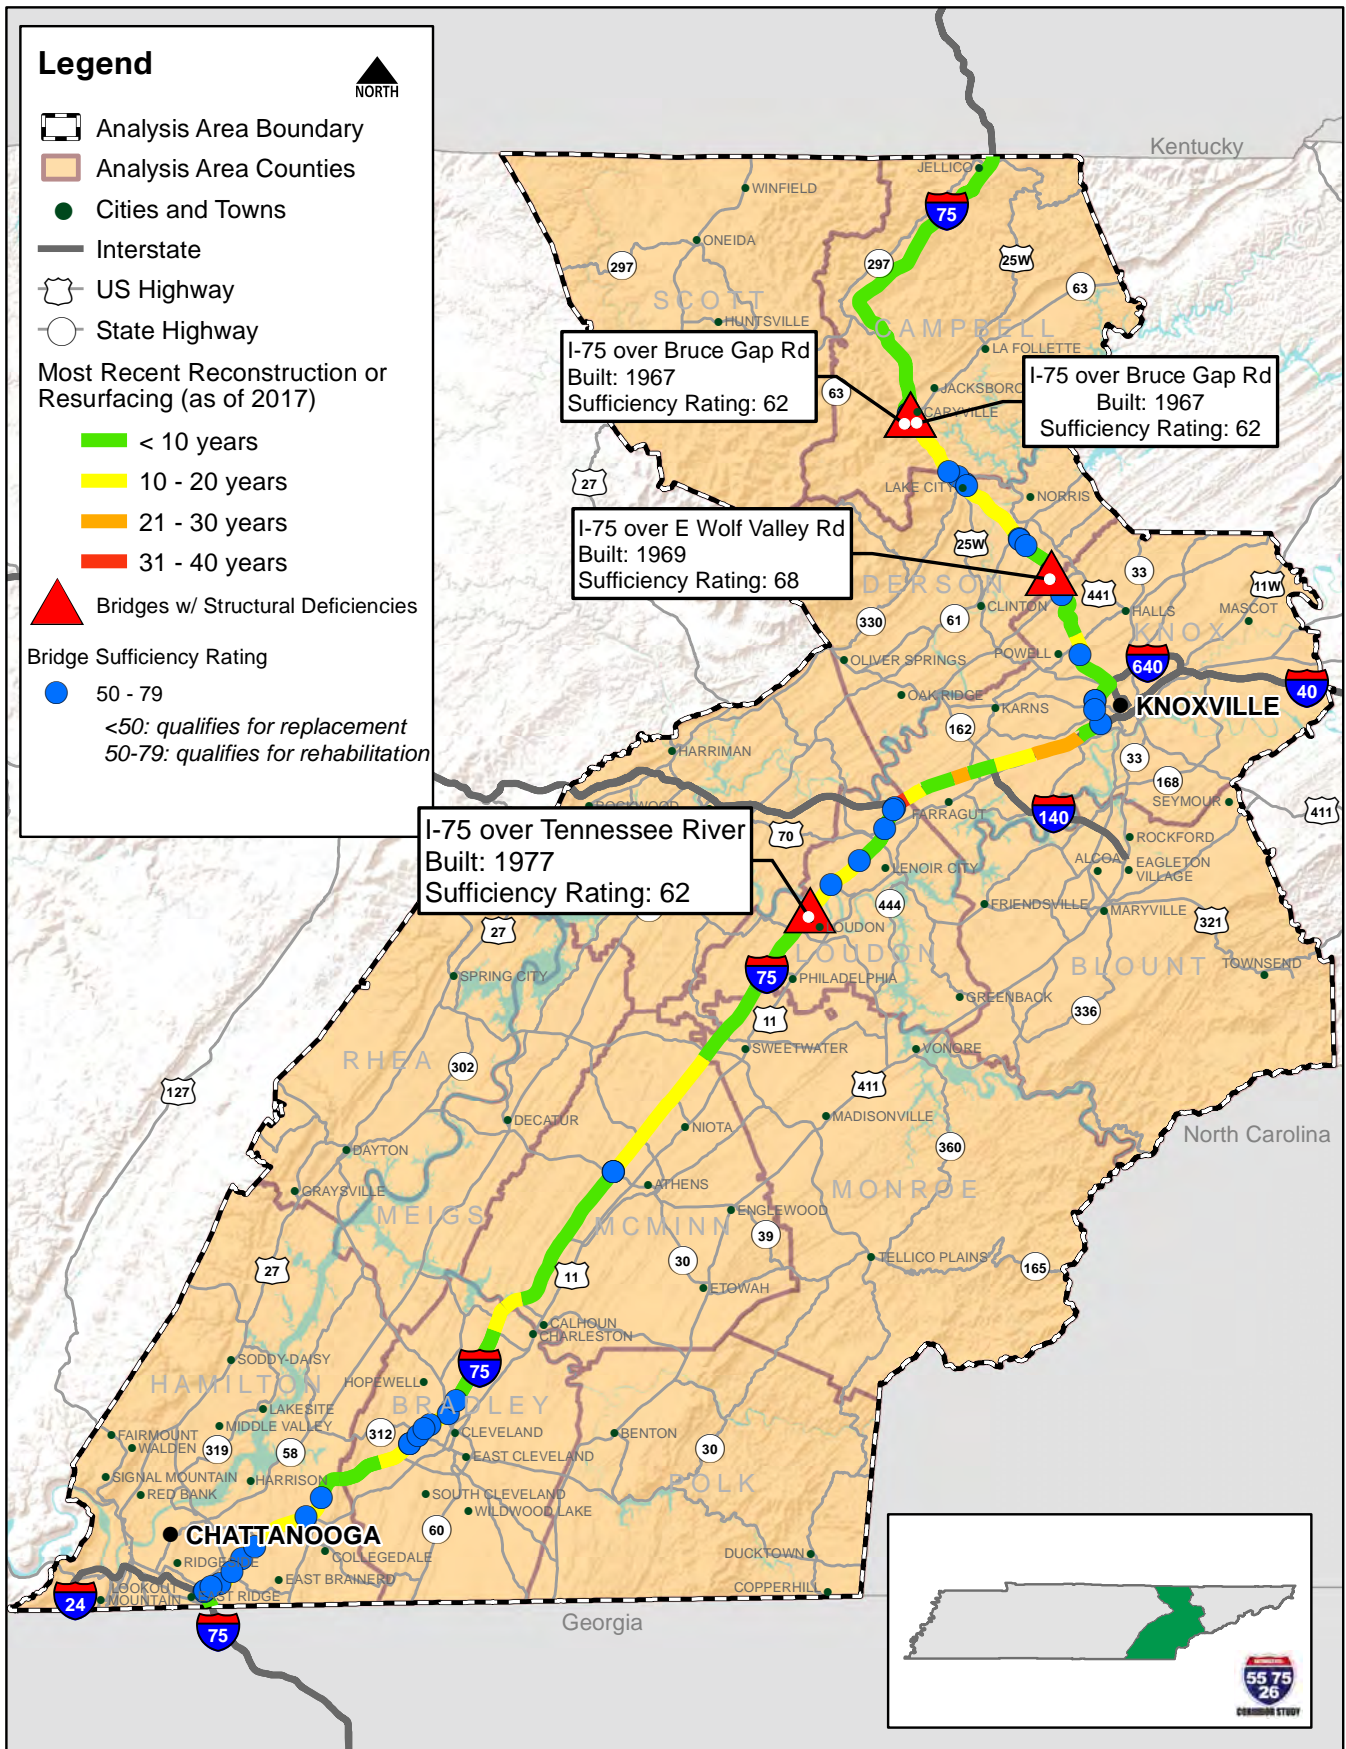 Legend
NORTH
Analysis Area Boundary
Analysis Area Counties
Cities and Towns
Interstate
US Highway
State Highway
Most Recent Reconstruction or
Resurfacing (as of 2017)
< 10 years
10 - 20 years
21 - 30 years
31 - 40 years
Bridges w/ Structural Deficiencies
Bridge Sufficiency Rating
50 - 79
<50: qualifies for replacement
50-79: qualifies for rehabilitation
Kentucky
JELLICO
WINFIELD
75
ONEIDA
297
297
25W
63
SCOTT
HUNTSVILLE
CAMPBELL
LA FOLLETTE
I-75 over Bruce Gap Rd
Built: 1967
Sufficiency Rating: 62
I-75 over Bruce Gap Rd
Built: 1967
Sufficiency Rating: 62
63
JACKSBORO
CARYVILLE
27
LAKE CITY
NORRIS
I-75 over E Wolf Valley Rd
Built: 1969
Sufficiency Rating: 68
25W
33
11W
DERSON
441
CLINTON
HALLS
MASCOT
61
330
KNOX
OLIVER SPRINGS
POWELL
640
40
OAK RIDGE
KARNS
KNOXVILLE
162
HARRIMAN
33
168
ROCKWOOD
FARRAGUT
SEYMOUR
140
411
70
ROCKFORD
I-75 over Tennessee River
Built: 1977
Sufficiency Rating: 62
ALCOA
EAGLETON
VILLAGE
LENOIR CITY
444
FRIENDSVILLE
MARYVILLE
321
27
OUDON
LOUDON
BLOUNT
TOWNSEND
SPRING CITY
75
PHILADELPHIA
GREENBACK
336
11
SWEETWATER
VONORE
RHEA
302
411
127
DECATUR
NIOTA
MADISONVILLE
North Carolina
DAYTON
360
GRAYSVILLE
ATHENS
MONROE
MEIGS
MCMINN
ENGLEWOOD
39
30
TELLICO PLAINS
165
27
11
ETOWAH
CALHOUN
CHARLESTON
SODDY-DAISY
75
HAMILTON
HOPEWELL
BRADLEY
LAKESITE
MIDDLE VALLEY
FAIRMOUNT
WALDEN
319
58
312
CLEVELAND
BENTON
30
EAST CLEVELAND
SIGNAL MOUNTAIN
HARRISON
POLK
RED BANK
SOUTH CLEVELAND
WILDWOOD LAKE
CHATTANOOGA
60
COLLEGEDALE
DUCKTOWN
RIDGESIDE
EAST BRAINERD
COPPERHILL
LOOKOUT
MOUNTAIN
EAST RIDGE
24
75
Georgia
INTERSTATE
55 75
26
CORRIDOR STUDY